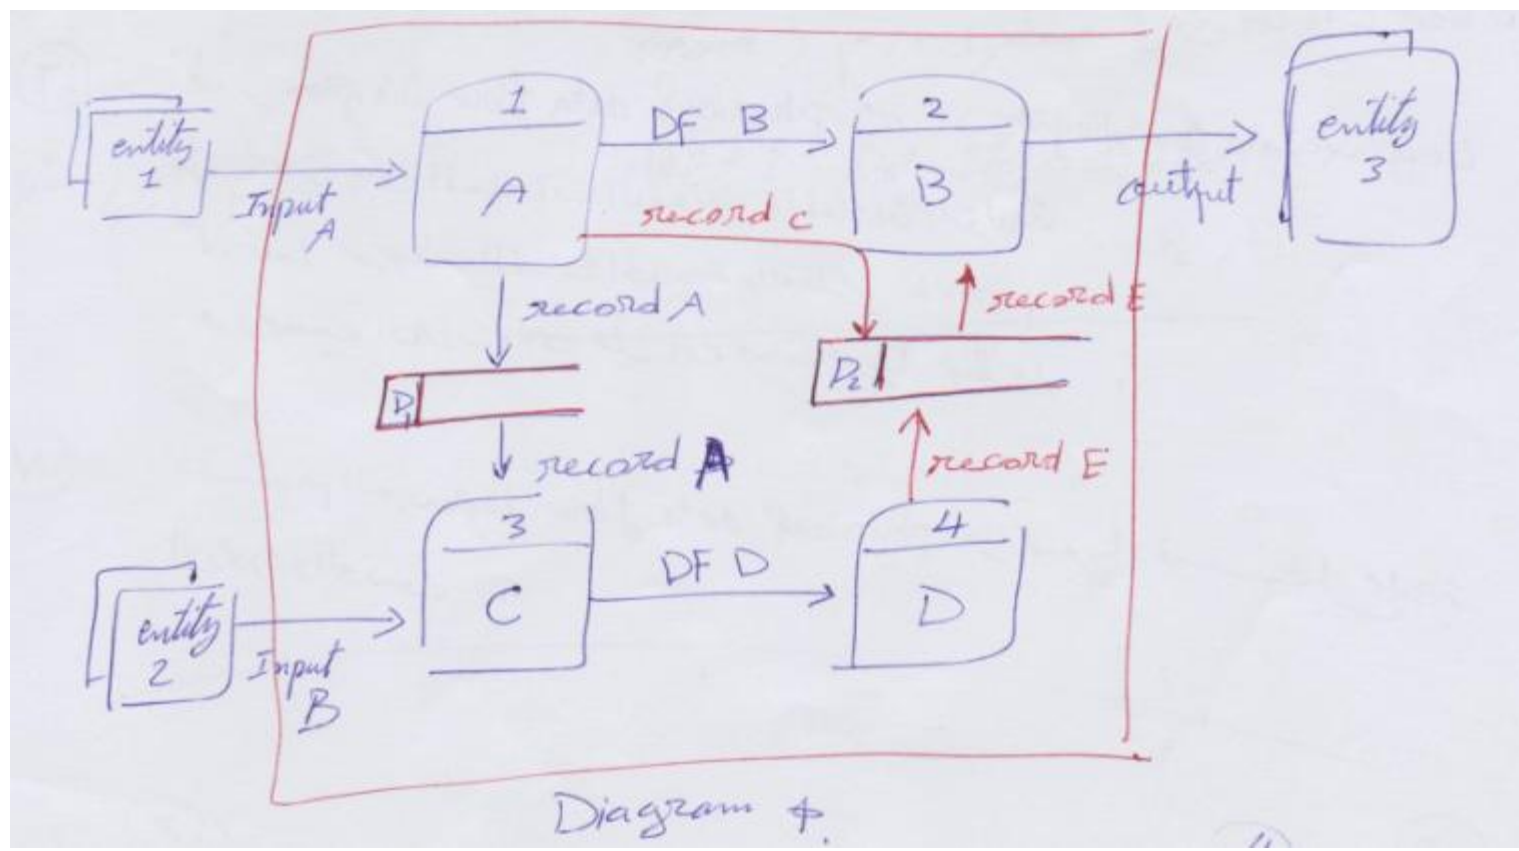 entity
1
Input
A
1
A
DF B
2
B
output
entity
3
record c
record A
record E
D1
D2
record A
record E
entity
2
Input
B
3
C
DF D
4
D
Diagram φ.